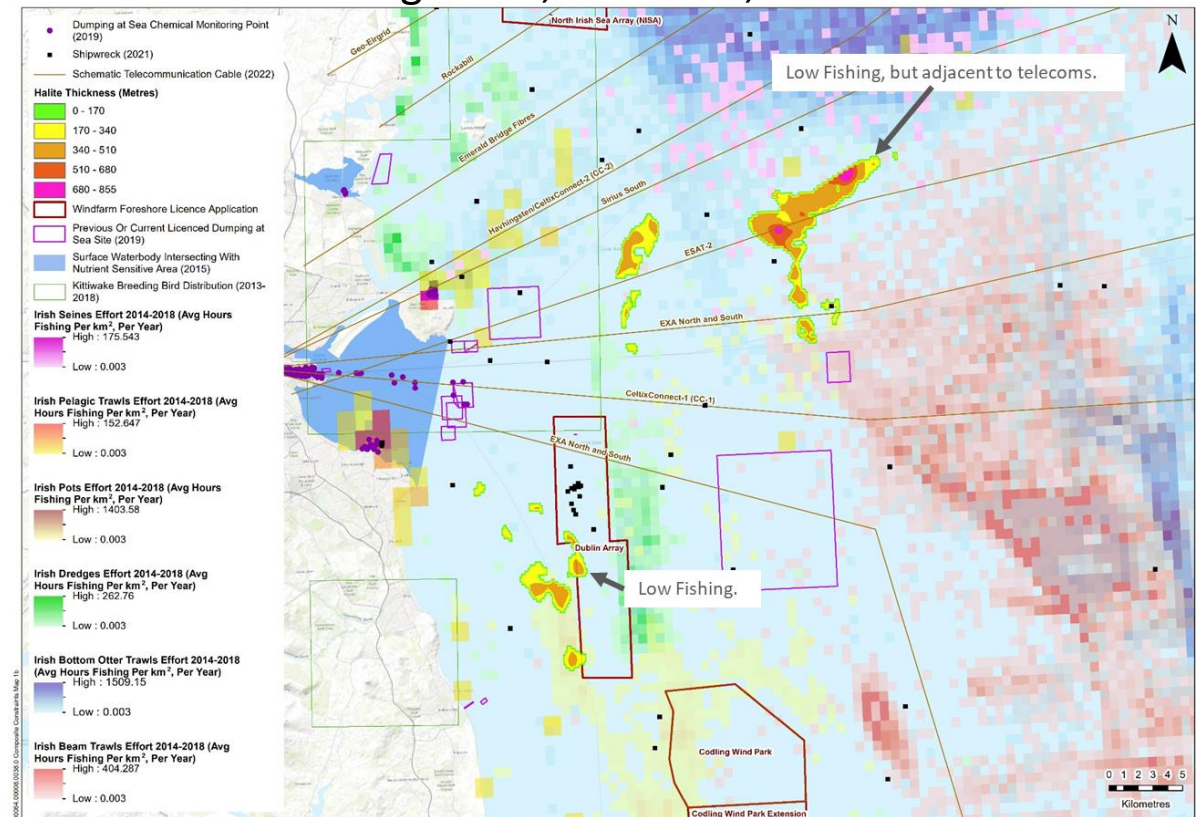 Dumping at Sea Chemical Monitoring Point
(2019)
Shipwreck (2021)
Schematic Telecommunication Cable (2022)
Halite Thickness (Metres)
0 - 170
170 - 340
340 - 510
510 - 680
680 - 855
Windfarm Foreshore Licence Application
Previous Or Current Licenced Dumping at
Sea Site (2019)
Surface Waterbody Intersecting With
Nutrient Sensitive Area (2015)
Kittiwake Breeding Bird Distribution (2013-
2018)
Irish Seines Effort 2014-2018 (Avg Hours
Fishing Per km², Per Year)
High : 175.543
Low : 0.003
Irish Pelagic Trawls Effort 2014-2018 (Avg
Hours Fishing Per km², Per Year)
High : 152.647
Low : 0.003
Irish Pots Effort 2014-2018 (Avg Hours
Fishing Per km², Per Year)
High : 1403.58
Low : 0.003
Irish Dredges Effort 2014-2018 (Avg
Hours Fishing Per km², Per Year)
High : 262.76
Low : 0.003
Irish Bottom Otter Trawls Effort 2014-2018
(Avg Hours Fishing Per km², Per Year)
High : 1509.15
Low : 0.003
Irish Beam Trawls Effort 2014-2018 (Avg
Hours Fishing Per km², Per Year)
High : 404.287
Low : 0.003
North Irish Sea Array (NISA)
N
Geo-Eirgrid
Rockabill
Low Fishing, but adjacent to telecoms.
Emerald Bridge Fibres
Havhingsten/CeltixConnect-2 (CC-2)
Sirius South
ESAT-2
EXA North and South
CeltixConnect-1 (CC-1)
EXA North and South
Dublin Array
Low Fishing.
Codling Wind Park
Codling Wind Park Extension
0 1 2 3 4 5
Kilometres